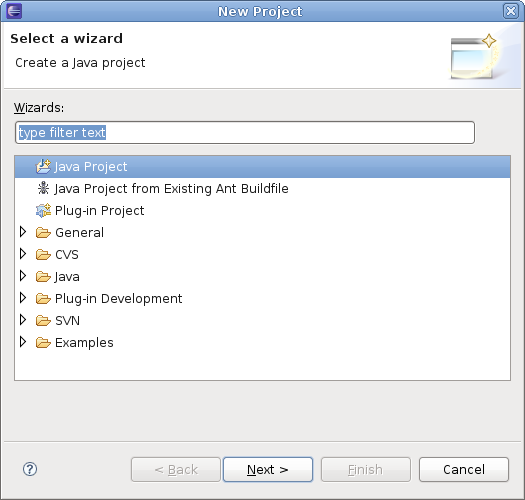 New Project
Select a wizard
Create a Java project
Wizards:
type filter text
Java Project
Java Project from Existing Ant Buildfile
Plug-in Project
General
CVS
Java
Plug-in Development
SVN
Examples
? < Back Next > Finish Cancel